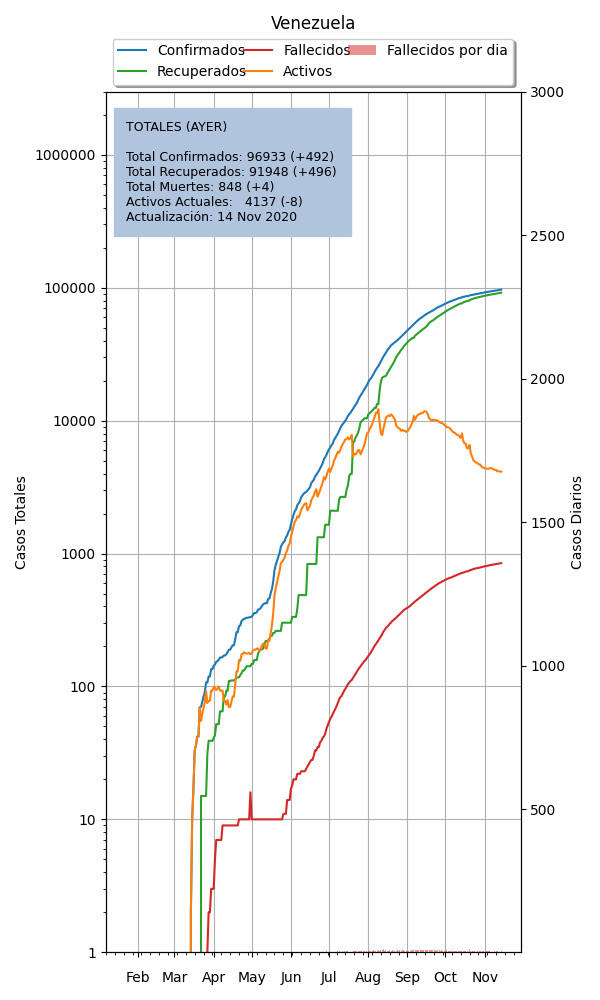 Venezuela
Confirmados
Fallecidos
Fallecidos por dia
Recuperados
Activos
TOTALES (AYER)
Total Confirmados: 96933 (+492)
Total Recuperados: 91948 (+496)
Total Muertes: 848 (+4)
Activos Actuales: 4137 (-8)
Actualización: 14 Nov 2020
Casos Totales
1000000
100000
10000
1000
100
10
1
Feb Mar Apr May Jun Jul Aug Sep Oct Nov
3000
2500
2000
1500
1000
500
Casos Diarios